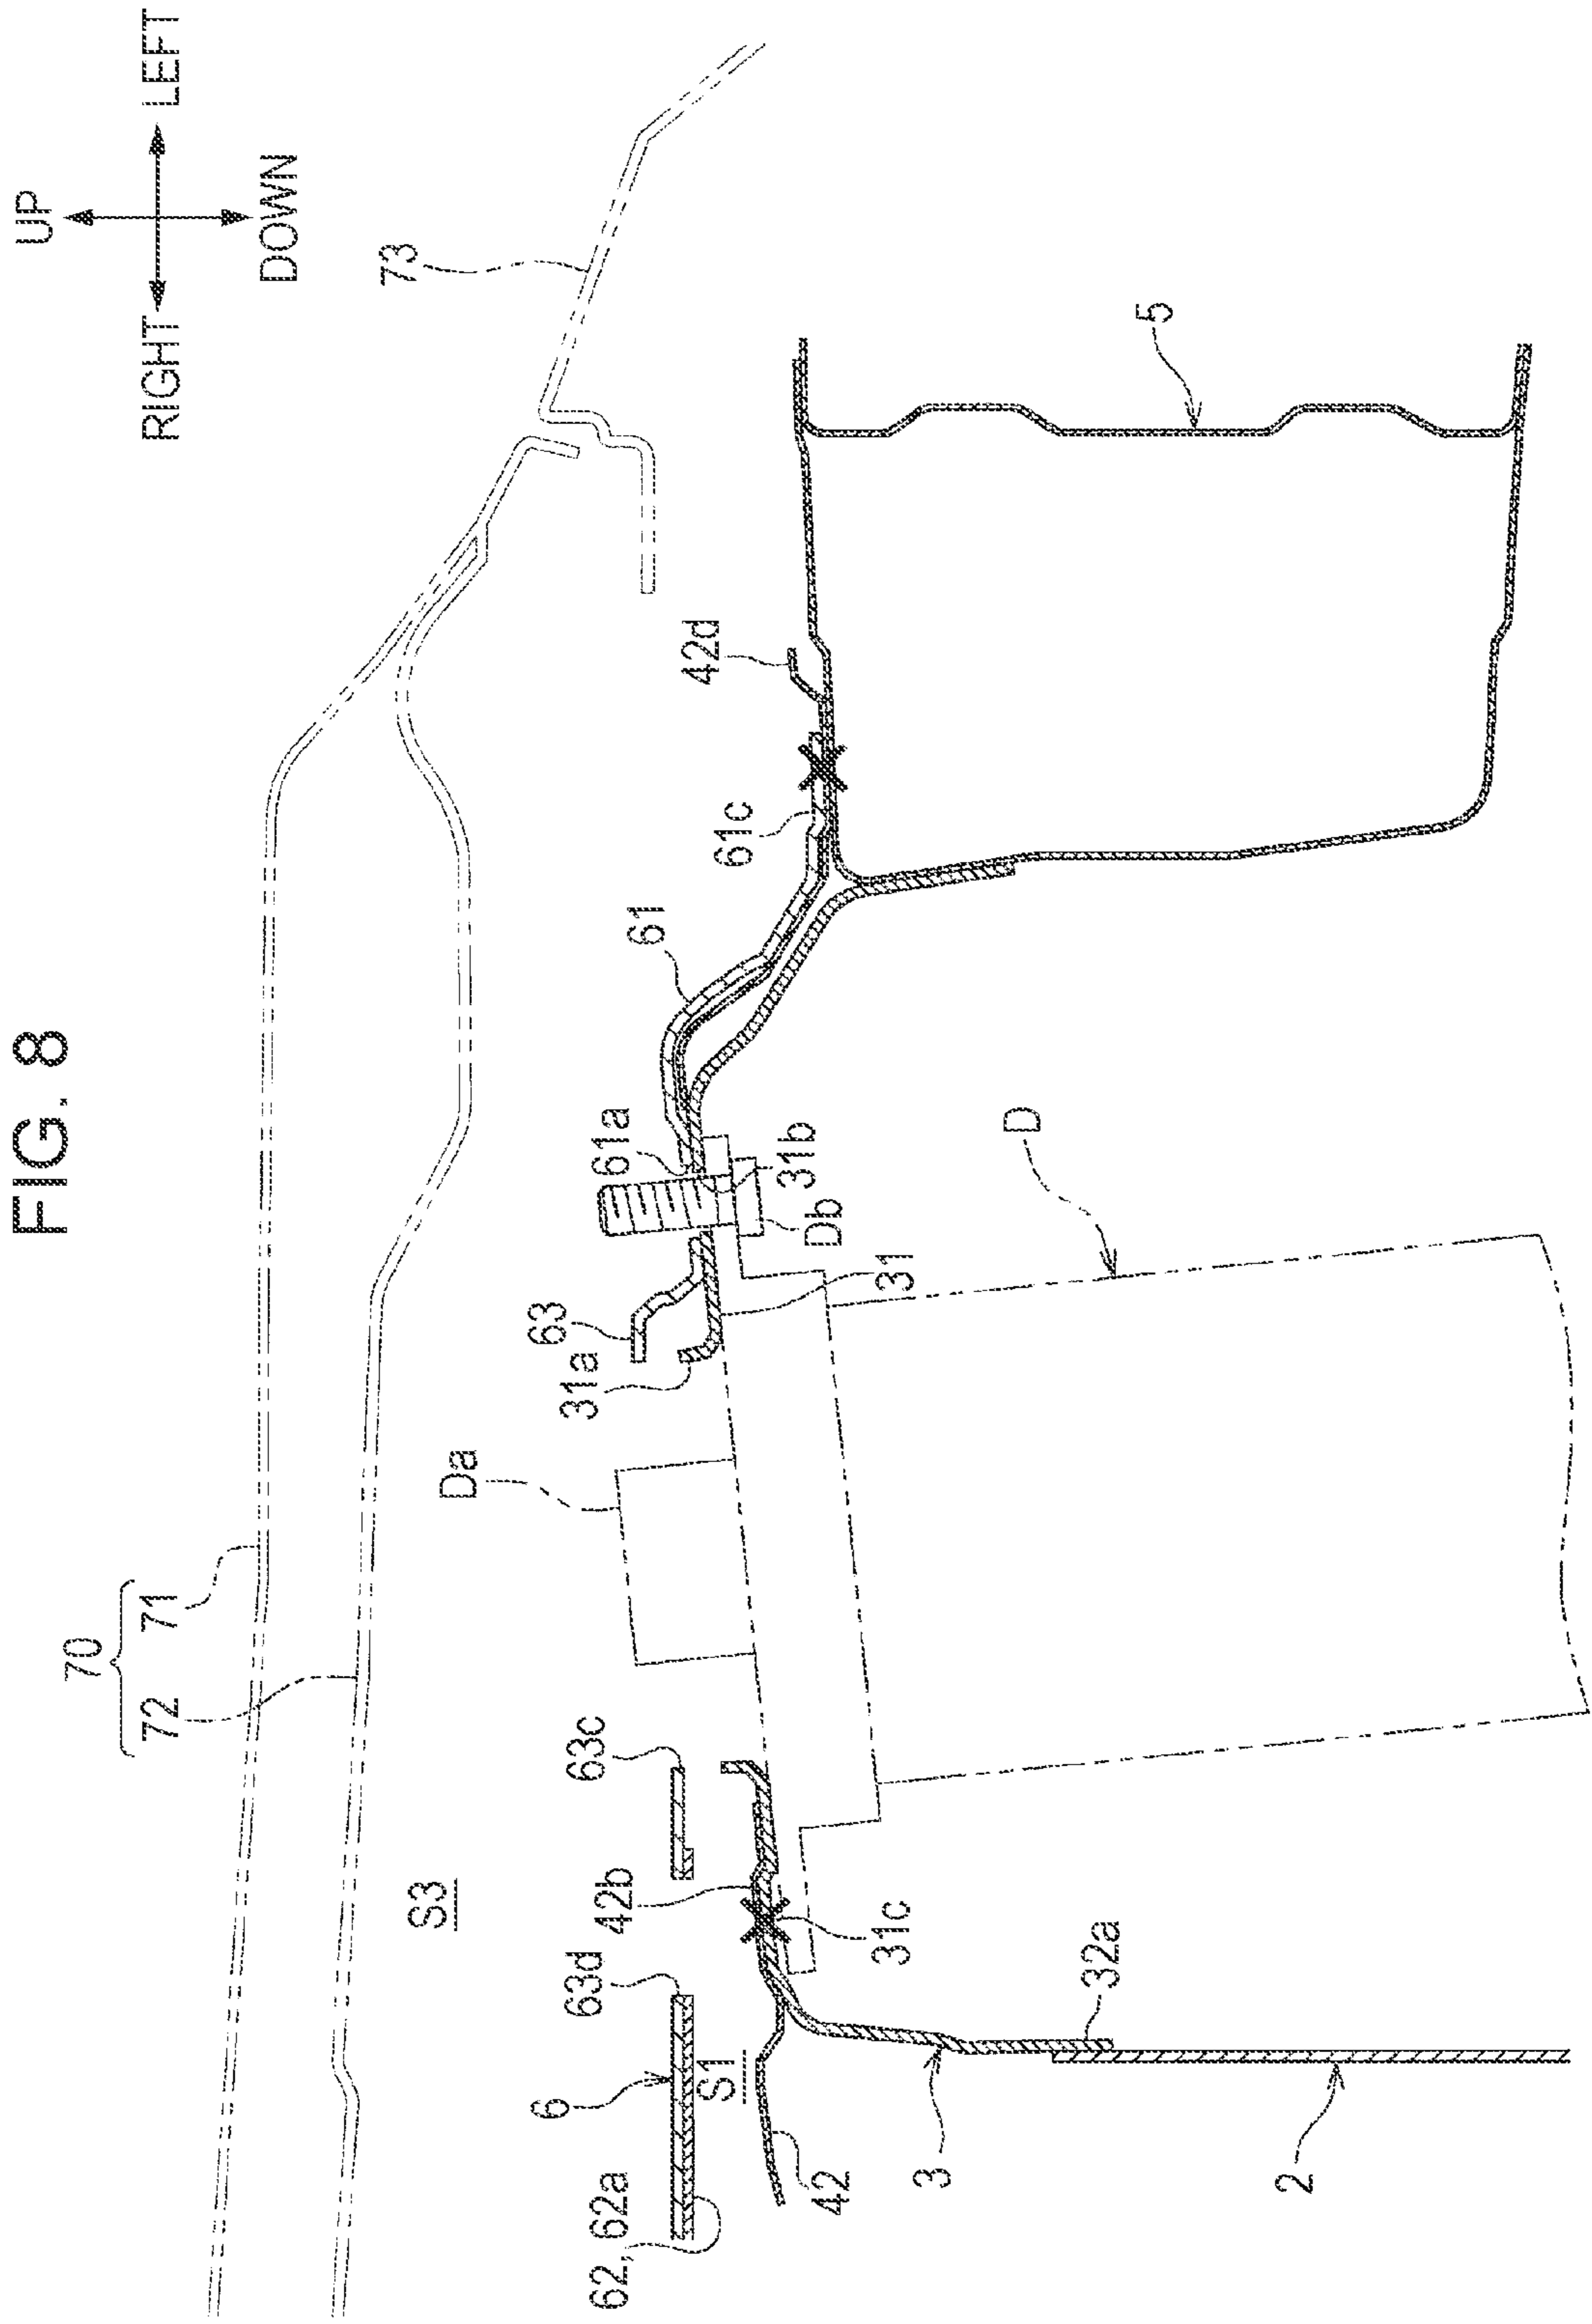 FIG. 8
UP
RIGHT
LEFT
DOWN
70
72
71
73
S3
Da
63c
63
31a
61a
61
61c
42d
5
6
63d
42b
S1
62, 62a
42
31c
31
Db
31b
D
3
32a
2